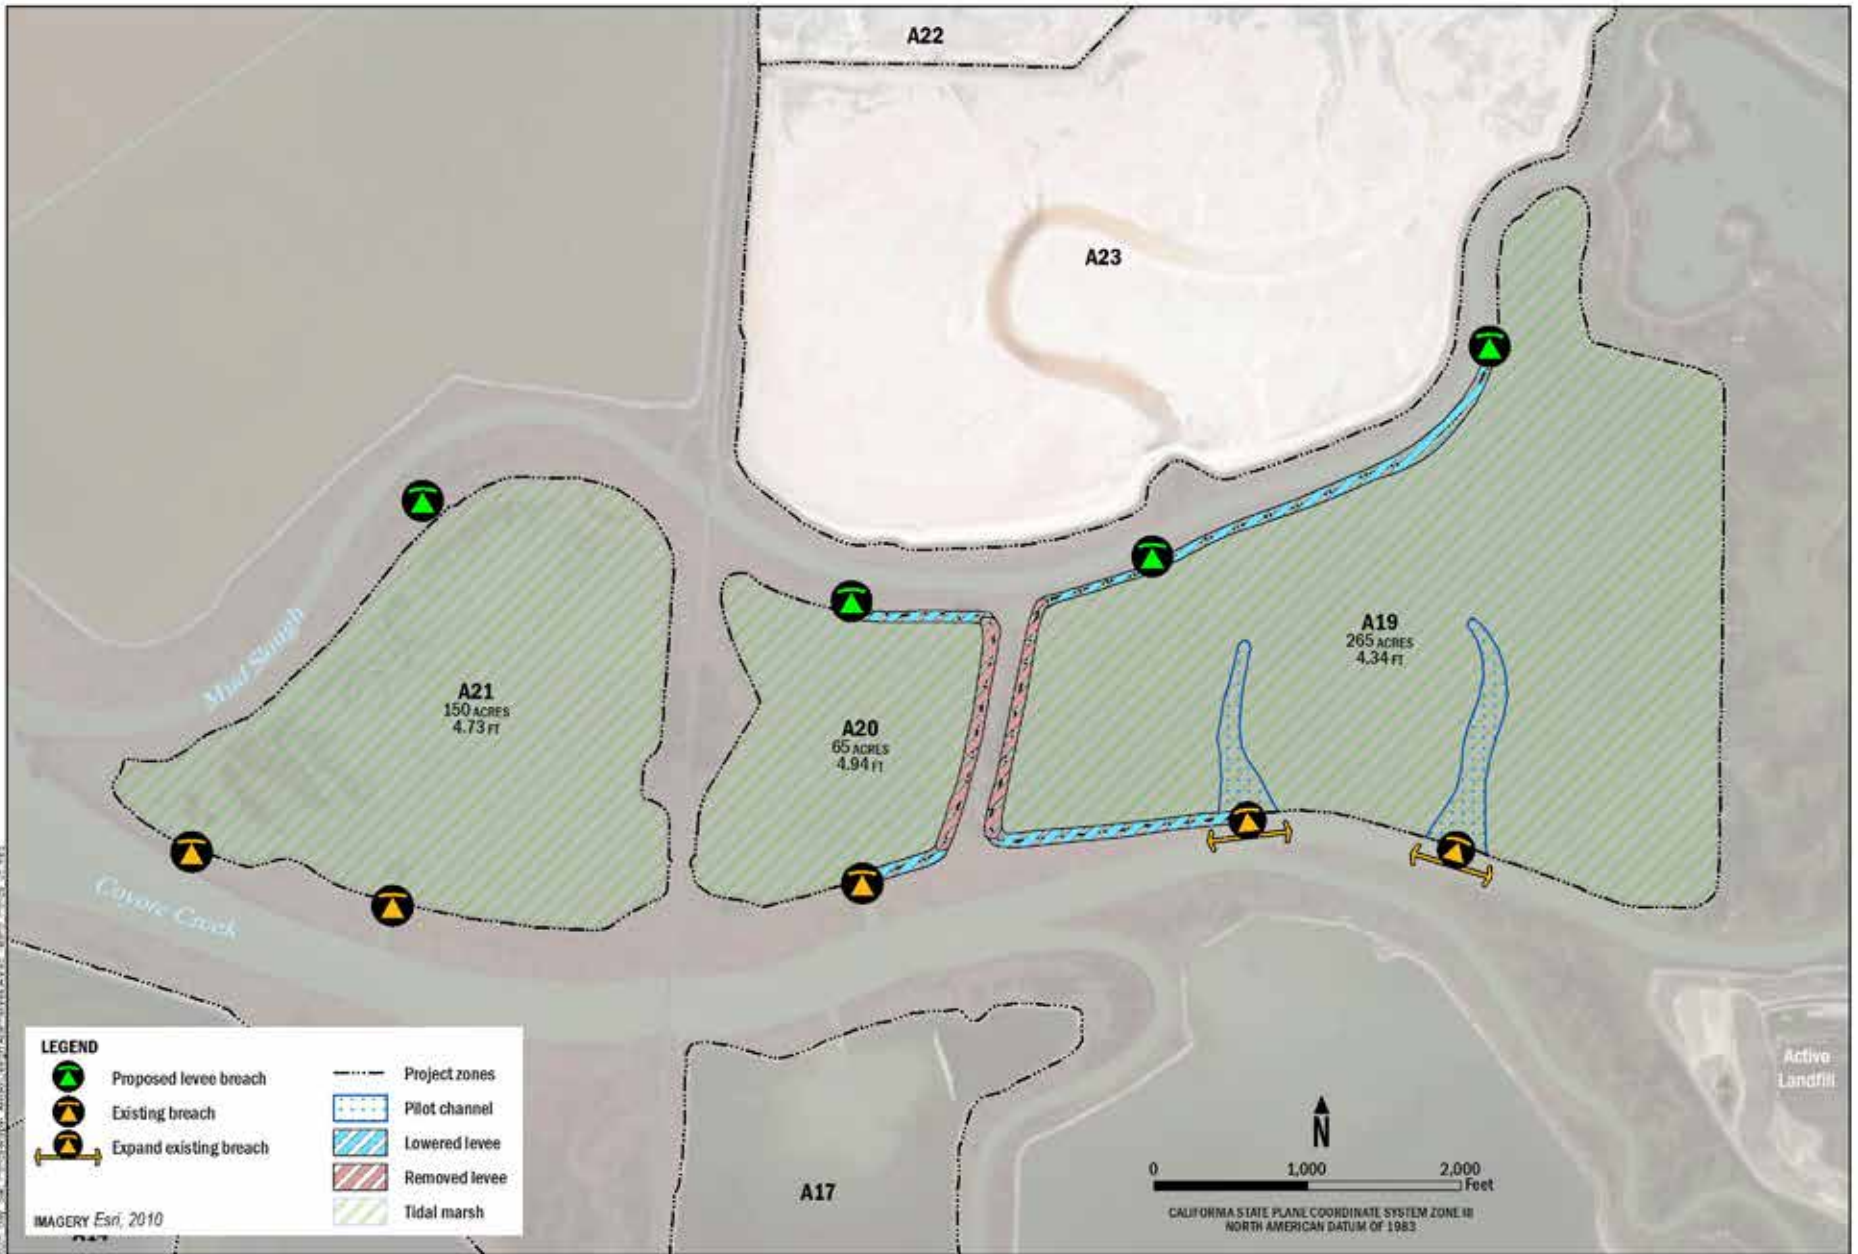 A22
A23
A19
265 ACRES
4.34 FT
Mud Slough
A21
150 ACRES
4.73 FT
A20
65 ACRES
4.94 FT
Coyote Creek
Active
Landfill
A17
LEGEND
Proposed levee breach
Existing breach
Expand existing breach
Project zones
Pilot channel
Lowered levee
Removed levee
Tidal marsh
IMAGERY Esri, 2010
N
0 1,000 2,000
Feet
CALIFORNIA STATE PLANE COORDINATE SYSTEM ZONE III
NORTH AMERICAN DATUM OF 1983